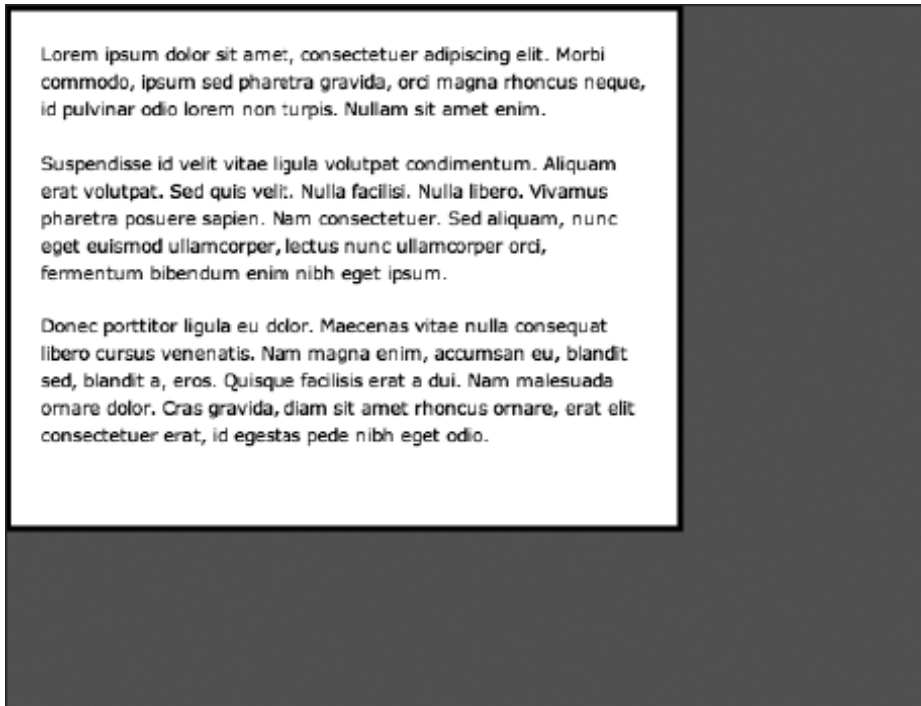 Lorem ipsum dolor sit amet, consectetuer adipiscing elit. Morbi
commodo, ipsum sed pharetra gravida, orci magna rhoncus neque,
id pulvinar odio lorem non turpis. Nullam sit amet enim.
Suspendisse id velit vitae ligula volutpat condimentum. Aliquam
erat volutpat. Sed quis velit. Nulla facilisi. Nulla libero. Vivamus
pharetra posuere sapien. Nam consectetuer. Sed aliquam, nunc
eget euismod ullamcorper, lectus nunc ullamcorper orci,
fermentum bibendum enim nibh eget ipsum.
Donec porttitor ligula eu dolor. Maecenas vitae nulla consequat
libero cursus venenatis. Nam magna enim, accumsan eu, blandit
sed, blandit a, eros. Quisque facilisis erat a dui. Nam malesuada
ornare dolor. Cras gravida, diam sit amet rhoncus ornare, erat elit
consectetuer erat, id egestas pede nibh eget odio.